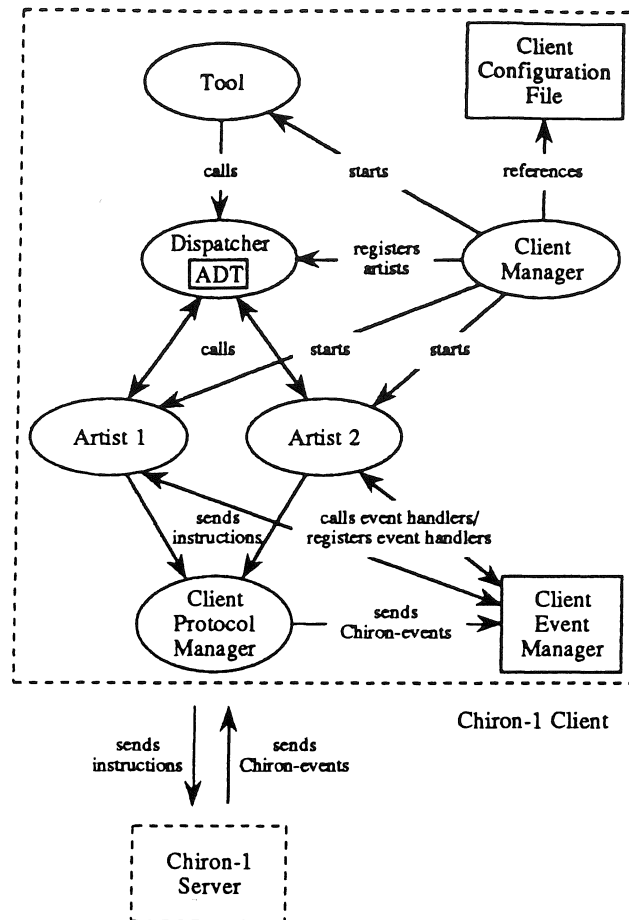 Client
Configuration
File
Tool
calls
starts
references
Dispatcher
ADT
registers
artists
Client
Manager
calls
starts
starts
Artist 1
Artist 2
sends
instructions
calls event handlers/
registers event handlers
Client
Protocol
Manager
sends
Chiron-events
Client
Event
Manager
Chiron-1 Client
sends
instructions
sends
Chiron-events
Chiron-1
Server